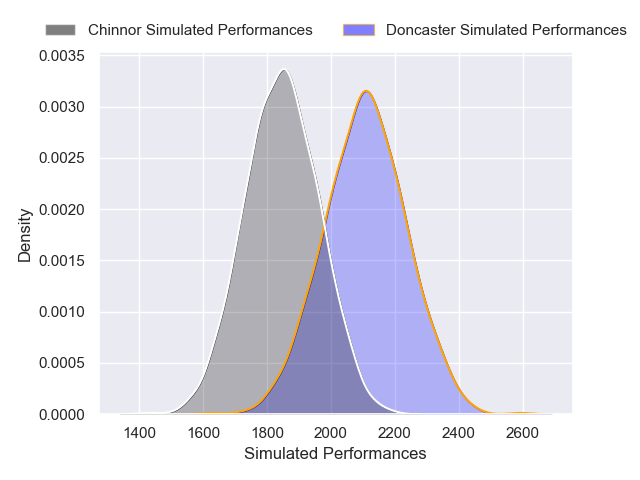 Chinnor Simulated Performances Doncaster Simulated Performances
0.0035
0.0030
0.0025
0.0020
0.0015
0.0010
0.0005
0.0000
Density
1400 1600 1800 2000 2200 2400 2600
Simulated Performances